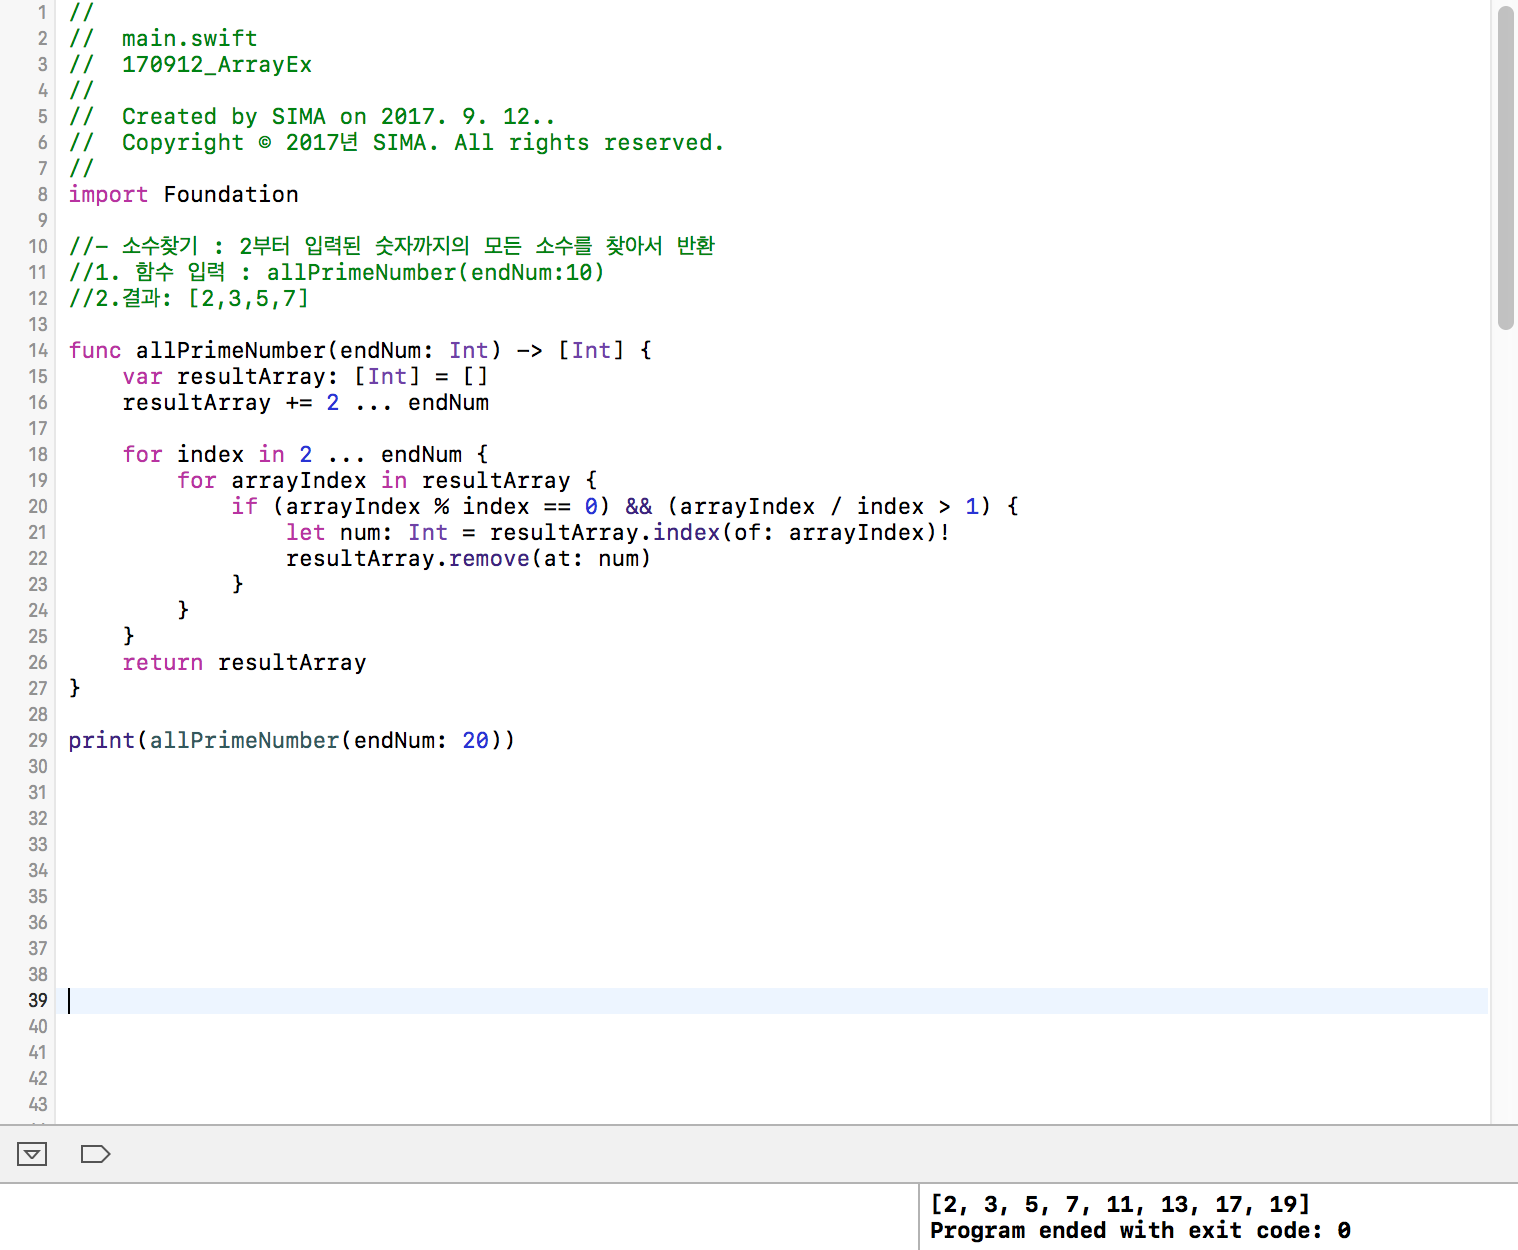 1 //
2 //  main.swift
3 //  170912_ArrayEx
4 //
5 //  Created by SIMA on 2017. 9. 12..
6 //  Copyright © 2017년 SIMA. All rights reserved.
7 //
8 import Foundation
9
10 //- 소수찾기 : 2부터 입력된 숫자까지의 모든 소수를 찾아서 반환
11 //1. 함수 입력 : allPrimeNumber(endNum:10)
12 //2.결과: [2,3,5,7]
13
14 func allPrimeNumber(endNum: Int) -> [Int] {
15     var resultArray: [Int] = []
16     resultArray += 2 ... endNum
17
18     for index in 2 ... endNum {
19         for arrayIndex in resultArray {
20             if (arrayIndex % index == 0) && (arrayIndex / index > 1) {
21                 let num: Int = resultArray.index(of: arrayIndex)!
22                 resultArray.remove(at: num)
23             }
24         }
25     }
26     return resultArray
27 }
28
29 print(allPrimeNumber(endNum: 20))
30
31
32
33
34
35
36
37
38
39
40
41
42
43
[2, 3, 5, 7, 11, 13, 17, 19]
Program ended with exit code: 0